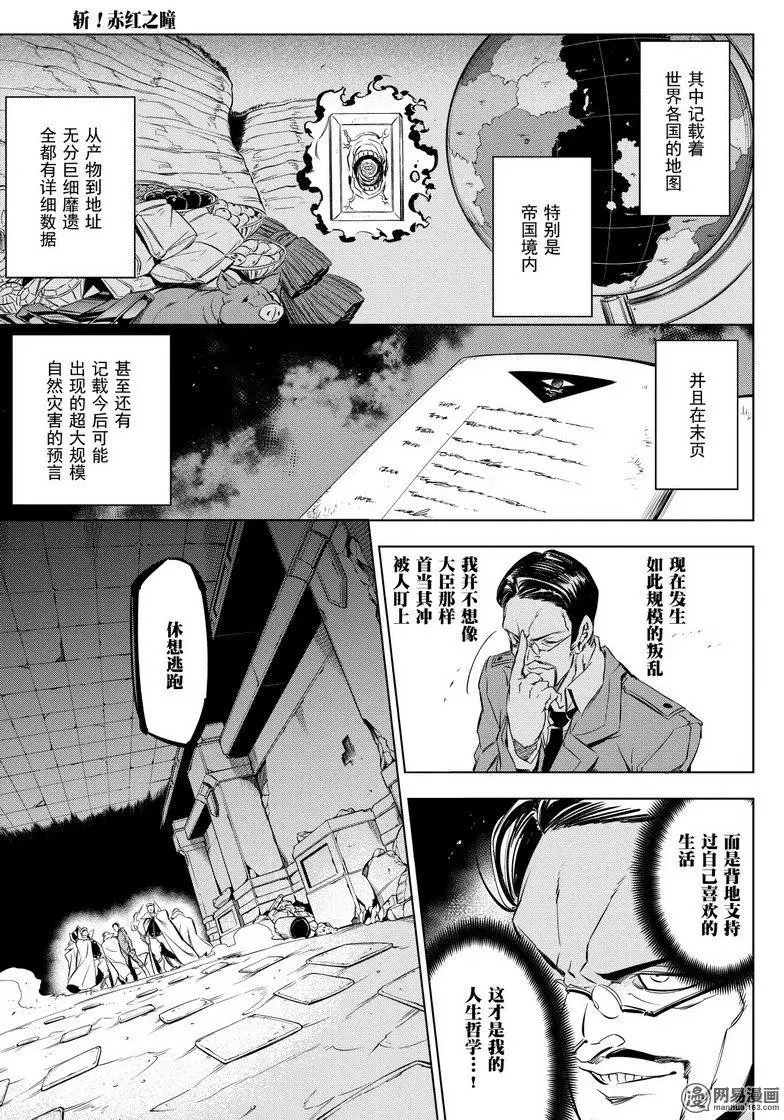 斩！赤红之瞳
其中记载着
世界各国的地图
特别是
帝国境内
从产物到地址
无分巨细靡遗
全都有详细数据
并且在末页
甚至还有
记载今后可能
出现的超大规模
自然灾害的预言
现在发生
如此规模的叛乱
我并不想像
大臣那样
首当其冲
被人盯上
而是背地支持
过自己喜欢的
生活
这才是我的
人生哲学…！
休想逃跑
网易漫画
manhua.163.com